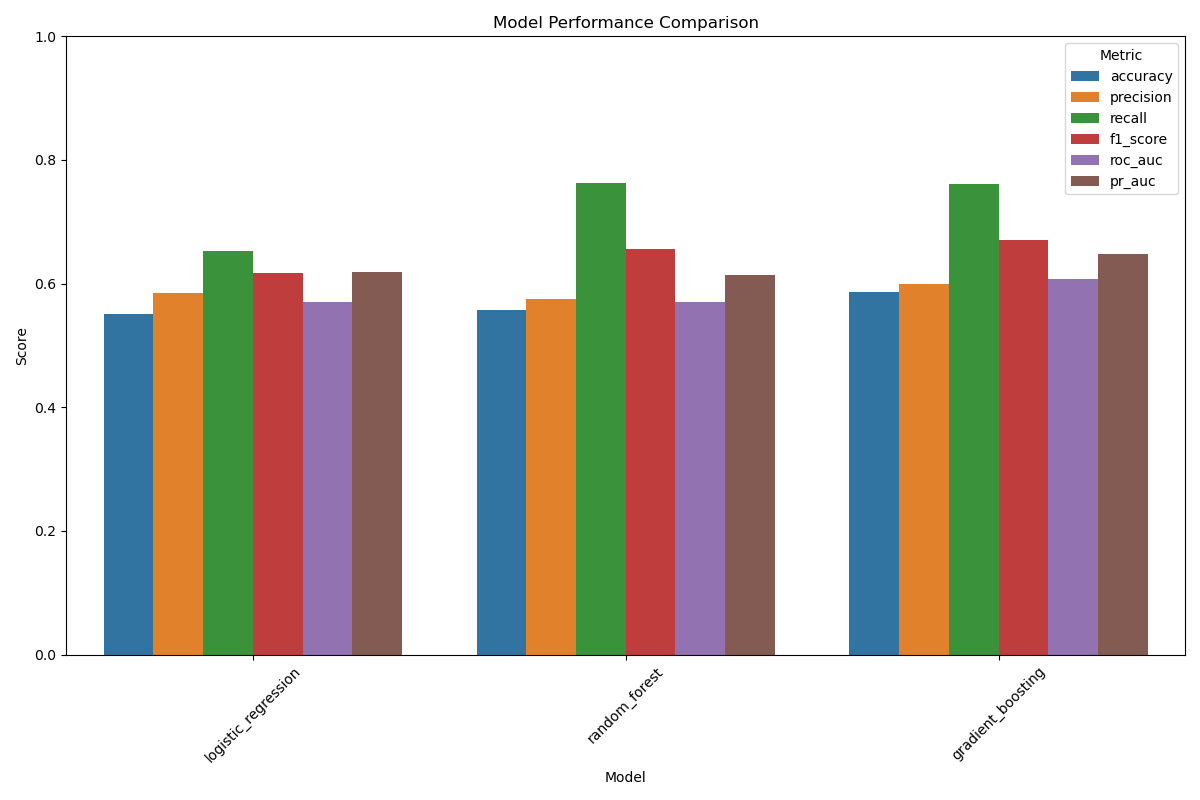 Model Performance Comparison
1.0
0.8
0.6
0.4
0.2
0.0
Score
Metric
accuracy
precision
recall
f1_score
roc_auc
pr_auc
logistic_regression
random_forest
gradient_boosting
Model